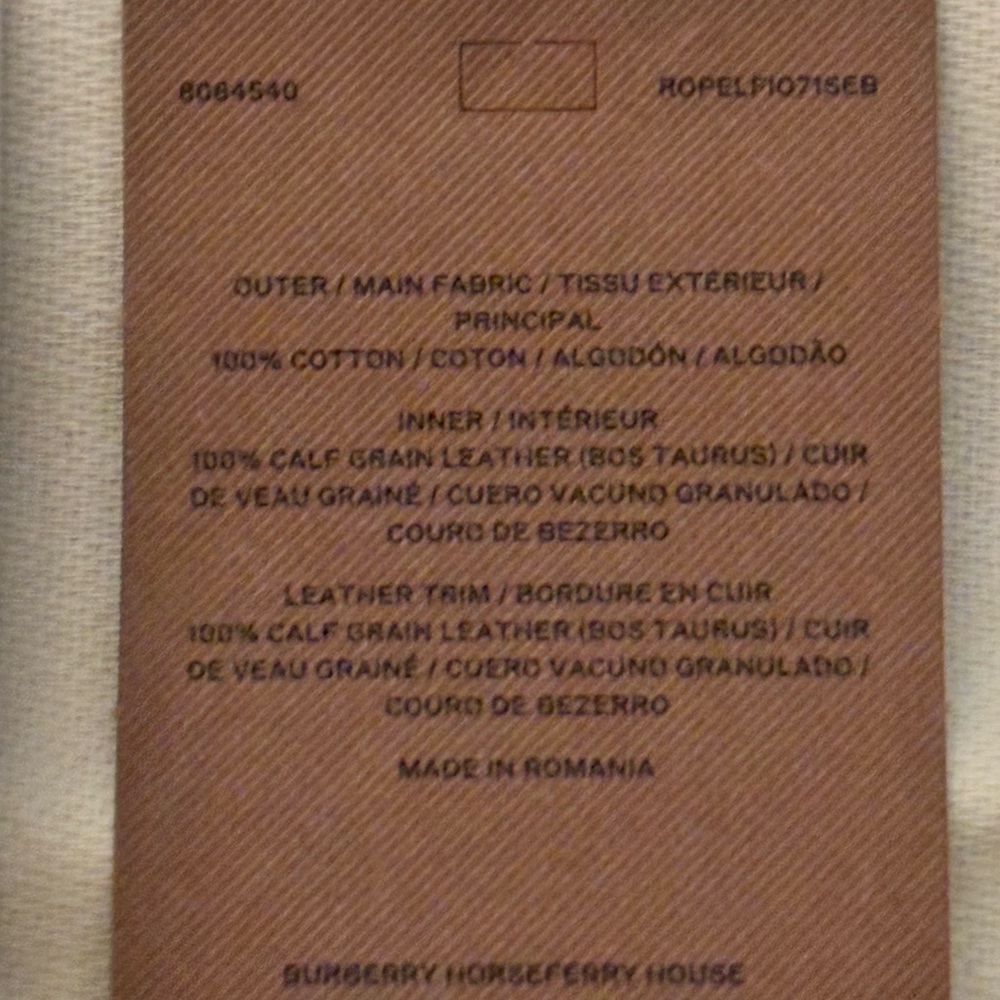 8084540
ROPELPIO71SEB
OUTER / MAIN FABRIC / TISSU EXTÉRIEUR /
PRINCIPAL
100% COTTON / COTON / ALGODÓN / ALGODÃO
INNER / INTÉRIEUR
100% CALF GRAIN LEATHER (BOS TAURUS) / CUIR
DE VEAU GRAINÉ / CUERO VACUNO GRANULADO /
COURO DE BEZERRO
LEATHER TRIM / BORDURE EN CUIR
100% CALF GRAIN LEATHER (BOS TAURUS) / CUIR
DE VEAU GRAINÉ / CUERO VACUNO GRANULADO /
COURO DE BEZERRO
MADE IN ROMANIA
BURBERRY HORSEFERRY HOUSE